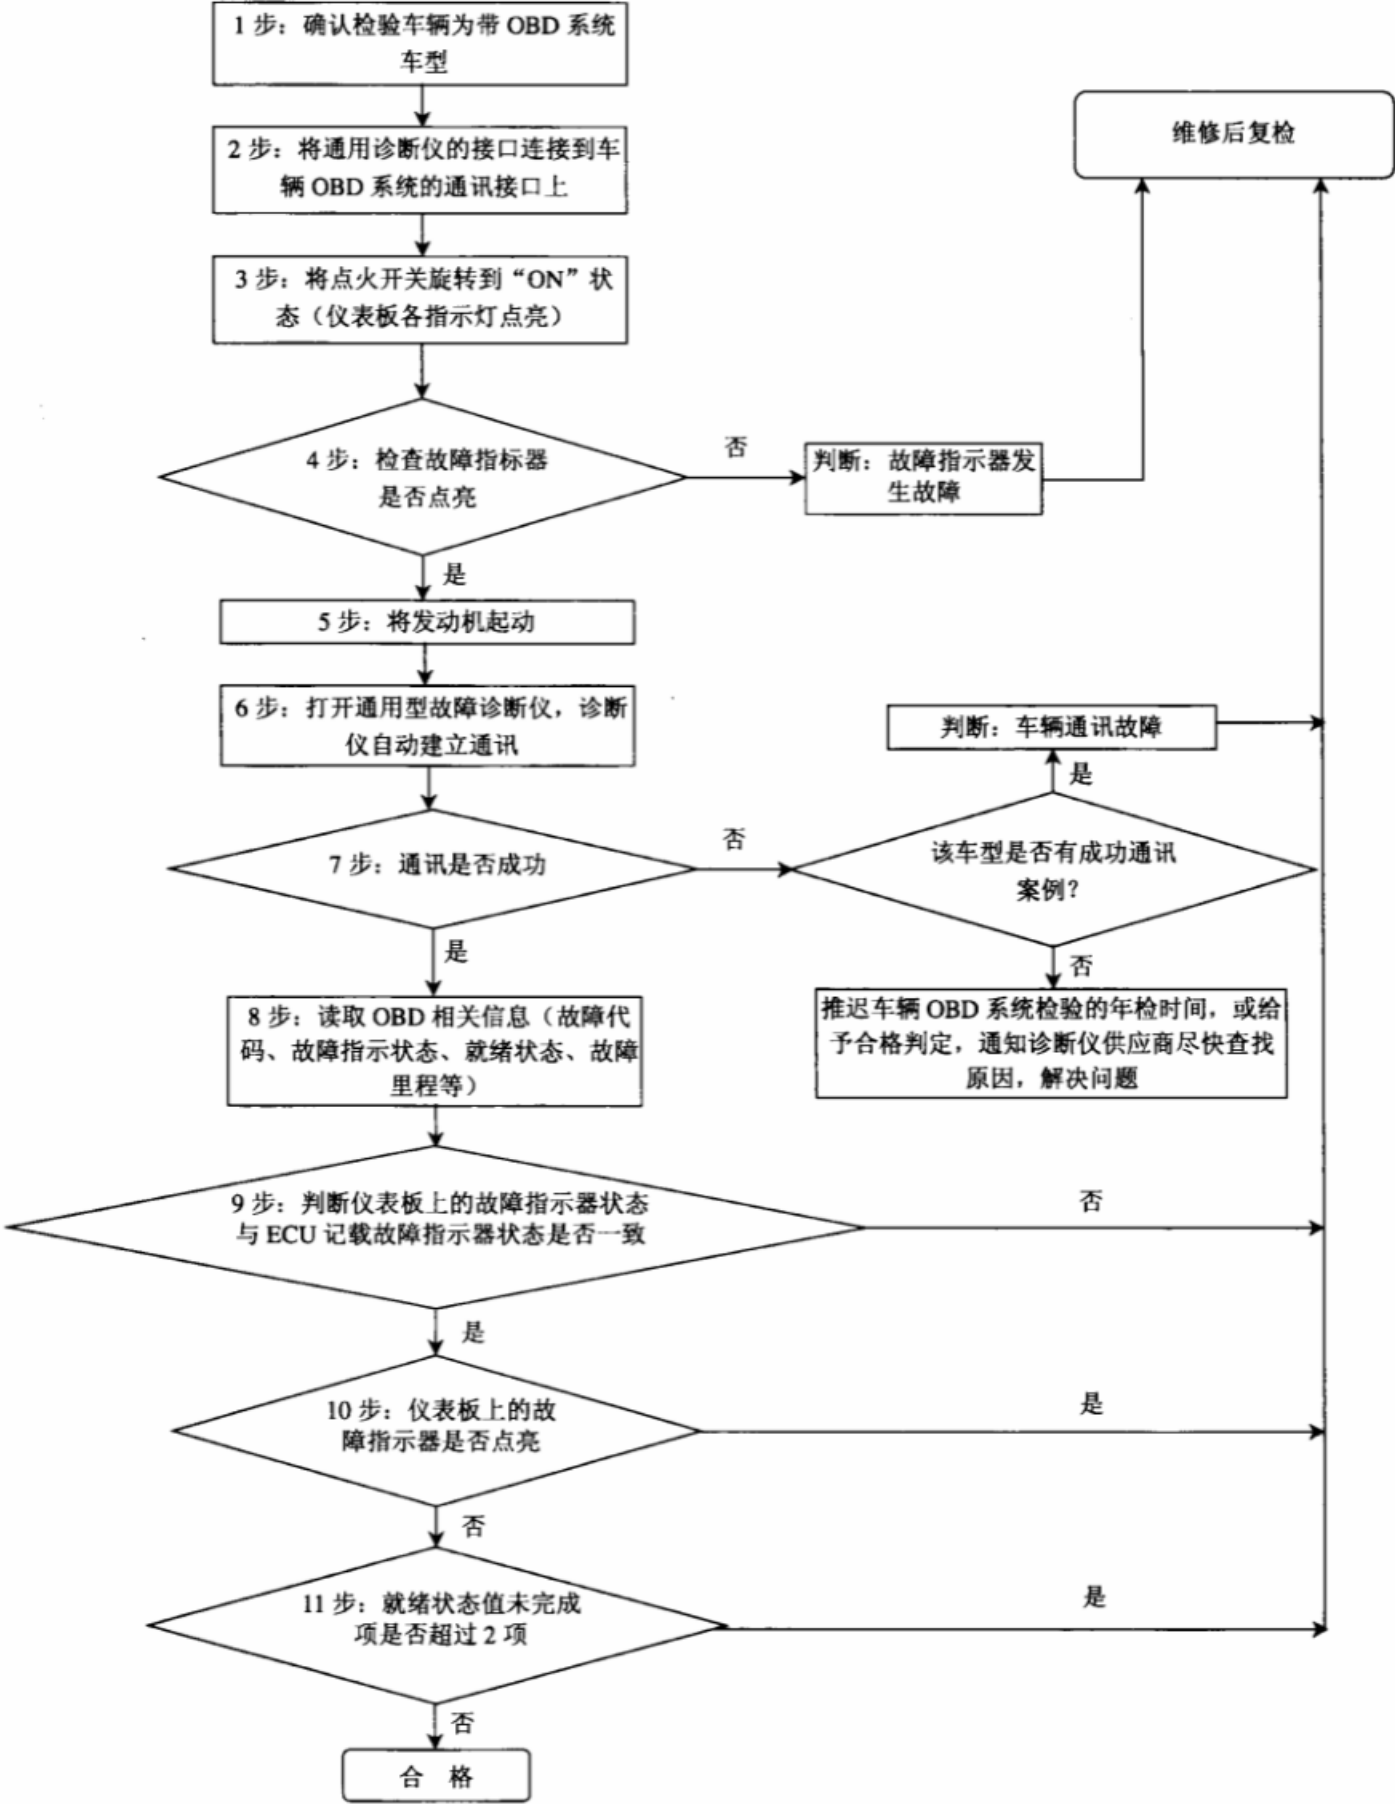 1 步：确认检验车辆为带 OBD 系统
车型
维修后复检
2 步：将通用诊断仪的接口连接到车
辆 OBD 系统的通讯接口上
3 步：将点火开关旋转到“ON”状
态（仪表板各指示灯点亮）
4 步：检查故障指标器
是否点亮
否
判断：故障指示器发
生故障
是
5 步：将发动机起动
6 步：打开通用型故障诊断仪，诊断
仪自动建立通讯
判断：车辆通讯故障
是
7 步：通讯是否成功
否
该车型是否有成功通讯
案例？
是
否
8 步：读取 OBD 相关信息（故障代
码、故障指示状态、就绪状态、故障
里程等）
推迟车辆 OBD 系统检验的年检时间，或给
予合格判定，通知诊断仪供应商尽快查找
原因，解决问题
9 步：判断仪表板上的故障指示器状态
与 ECU 记载故障指示器状态是否一致
否
是
10 步：仪表板上的故
障指示器是否点亮
是
否
11 步：就绪状态值未完成
项是否超过 2 项
是
否
合 格